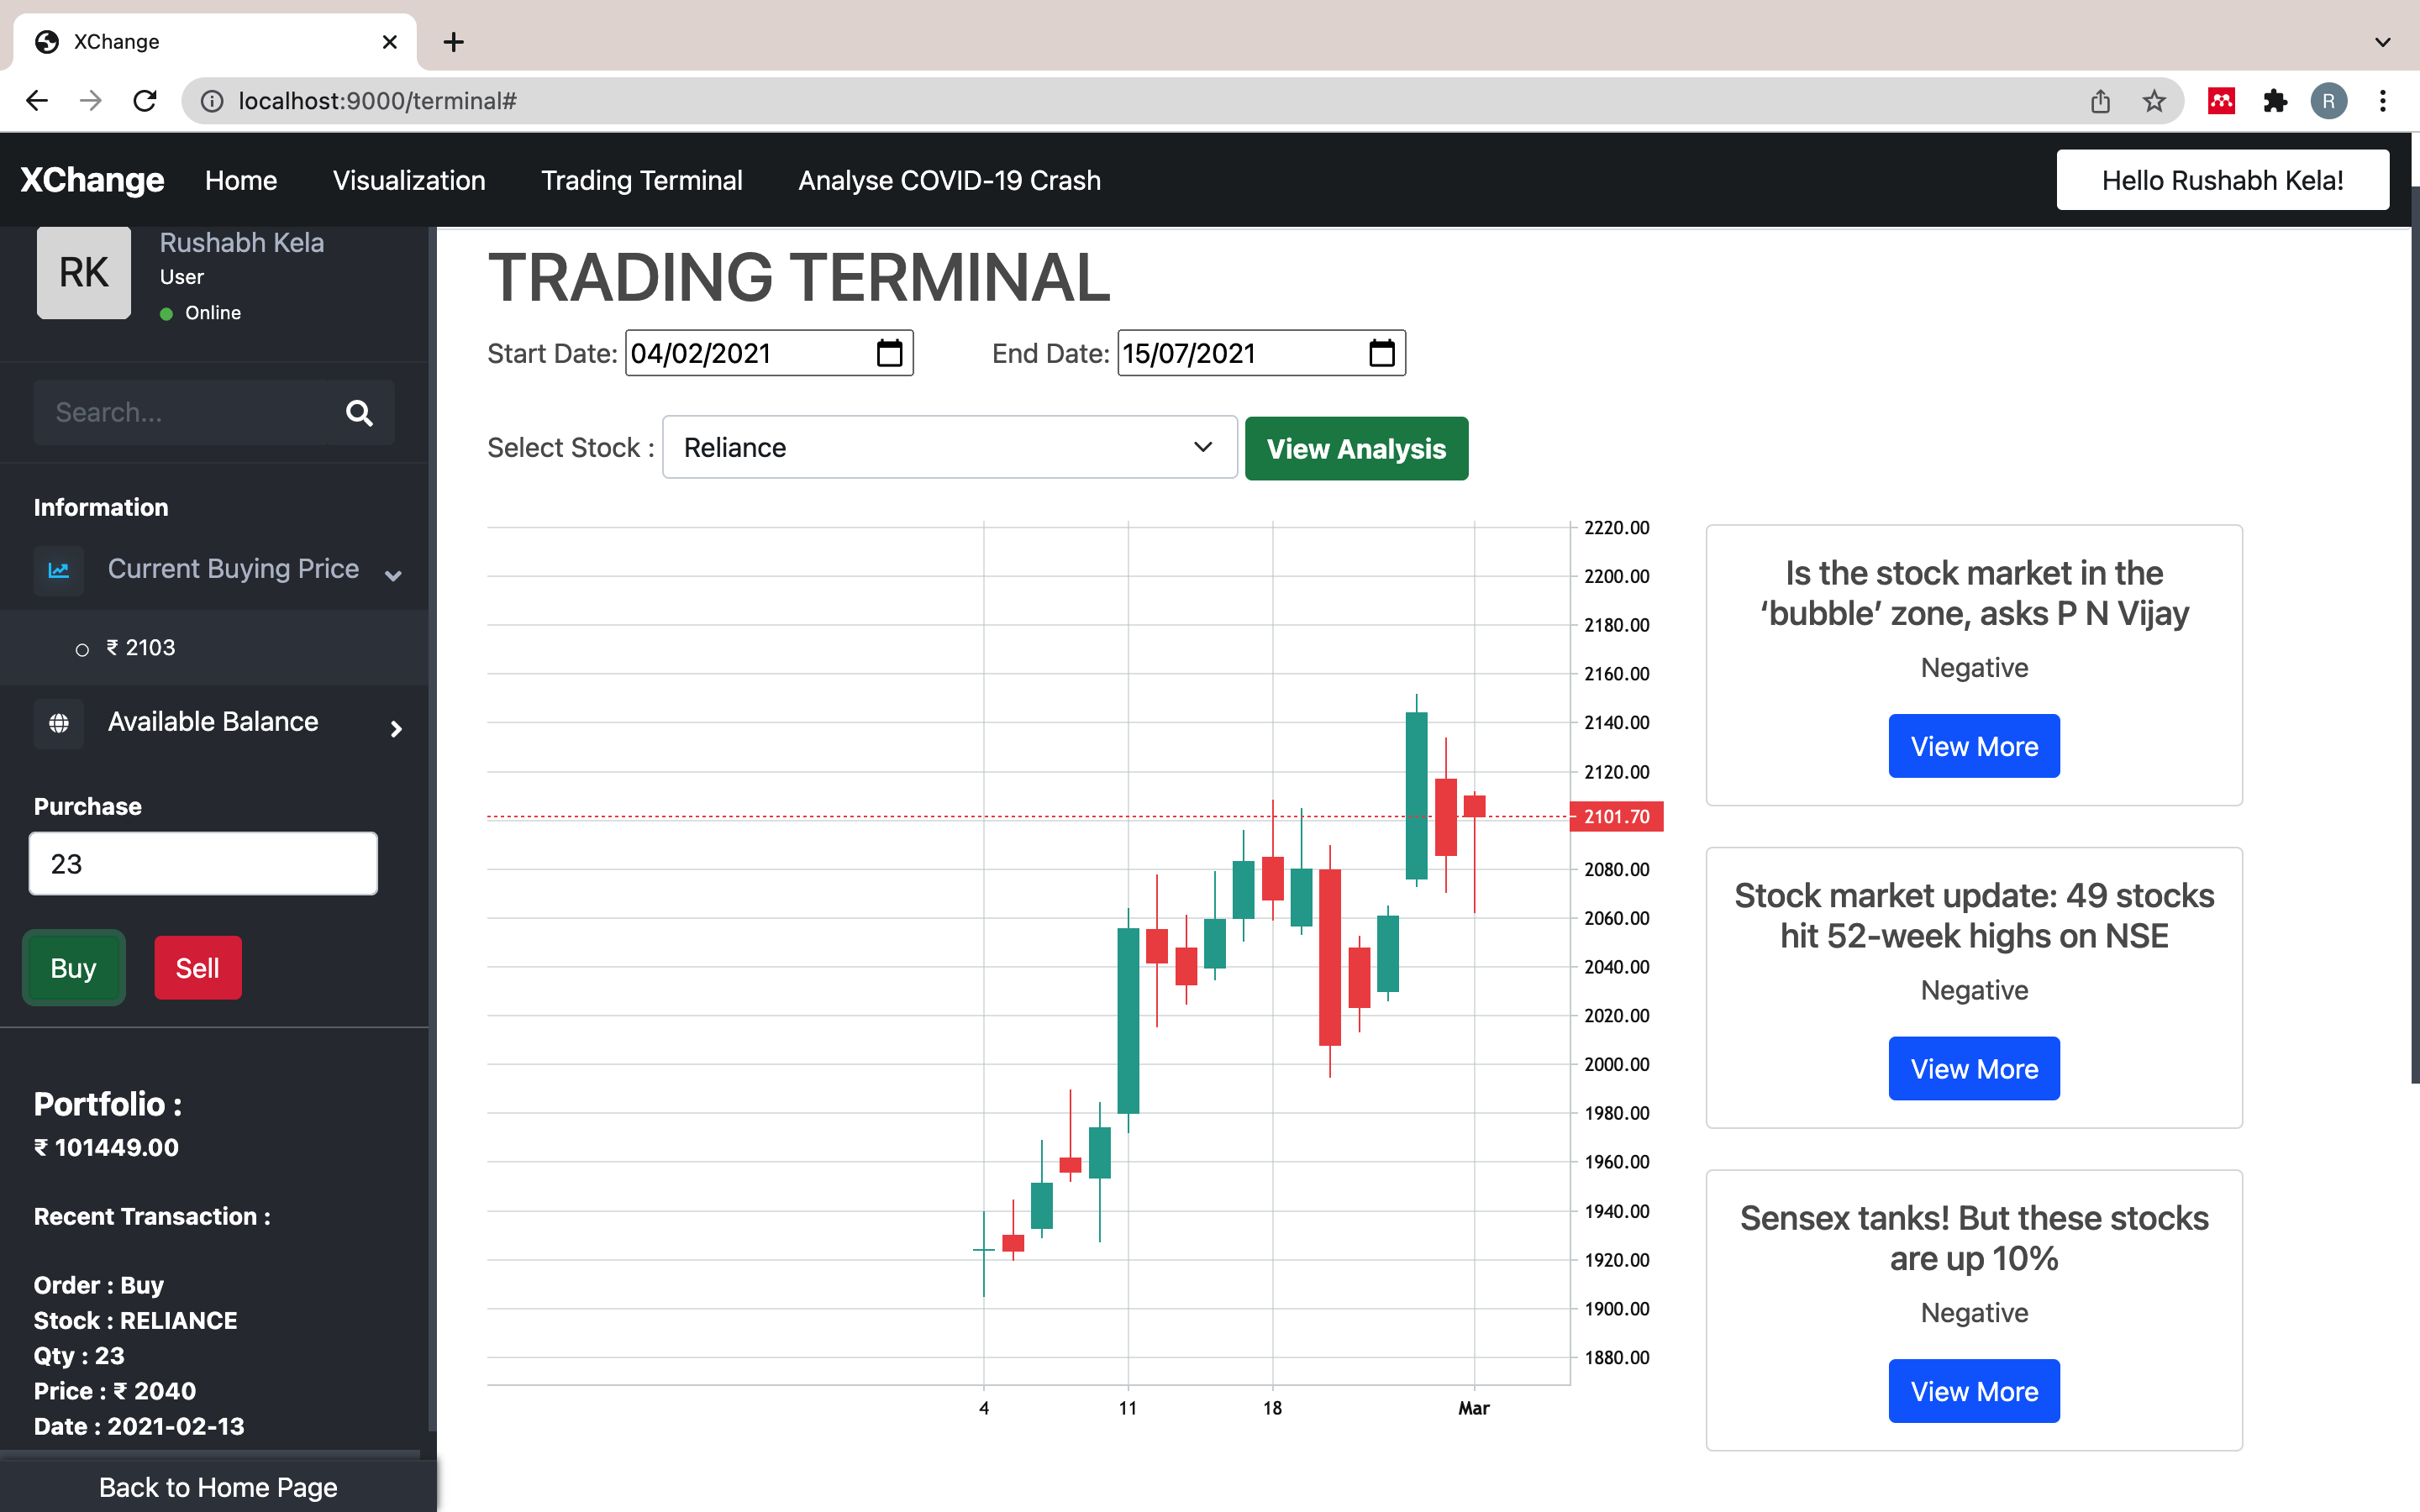 XChange
localhost:9000/terminal#
R
XChange
Home
Visualization
Trading Terminal
Analyse COVID-19 Crash
Hello Rushabh Kela!
RK
Rushabh Kela
User
Online
Search...
Information
Current Buying Price
₹ 2103
Available Balance
Purchase
23
Buy
Sell
Portfolio :
₹ 101449.00
Recent Transaction :
Order : Buy
Stock : RELIANCE
Qty : 23
Price : ₹ 2040
Date : 2021-02-13
Back to Home Page
TRADING TERMINAL
Start Date: 04/02/2021
End Date: 15/07/2021
Select Stock : Reliance
View Analysis
2220.00
2200.00
2180.00
2160.00
2140.00
2120.00
2101.70
2080.00
2060.00
2040.00
2020.00
2000.00
1980.00
1960.00
1940.00
1920.00
1900.00
1880.00
4
11
18
Mar
Is the stock market in the
‘bubble’ zone, asks P N Vijay
Negative
View More
Stock market update: 49 stocks
hit 52-week highs on NSE
Negative
View More
Sensex tanks! But these stocks
are up 10%
Negative
View More